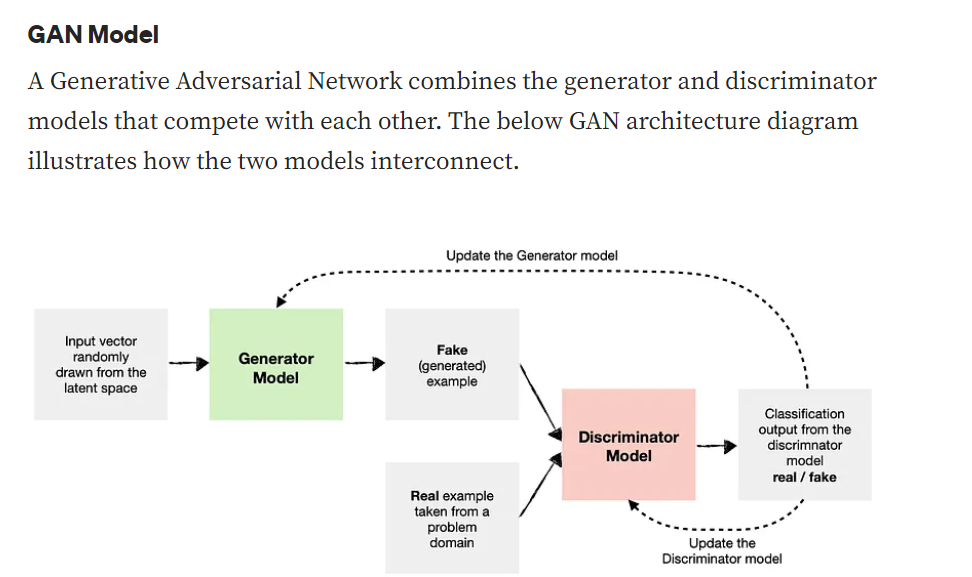 GAN Model
A Generative Adversarial Network combines the generator and discriminator
models that compete with each other. The below GAN architecture diagram
illustrates how the two models interconnect.
Update the Generator model
Input vector
randomly
drawn from the
latent space
Generator
Model
Fake
(generated)
example
Real example
taken from a
problem
domain
Discriminator
Model
Classification
output from the
discrimnator
model
real / fake
Update the
Discriminator model